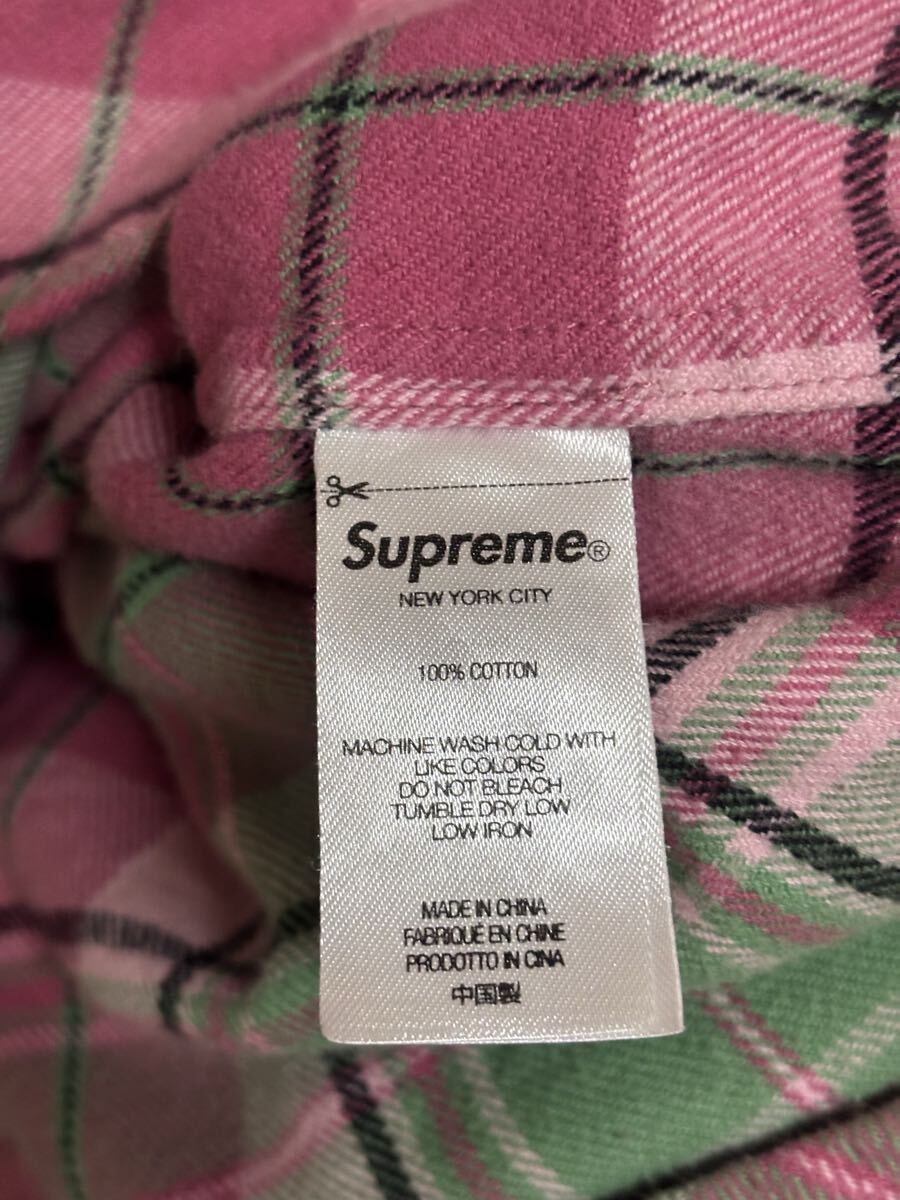 Supreme®
NEW YORK CITY
100% COTTON
MACHINE WASH COLD WITH
LIKE COLORS
DO NOT BLEACH
TUMBLE DRY LOW
LOW IRON
MADE IN CHINA
FABRIQUÉ EN CHINE
PRODOTTO IN CINA
中国製